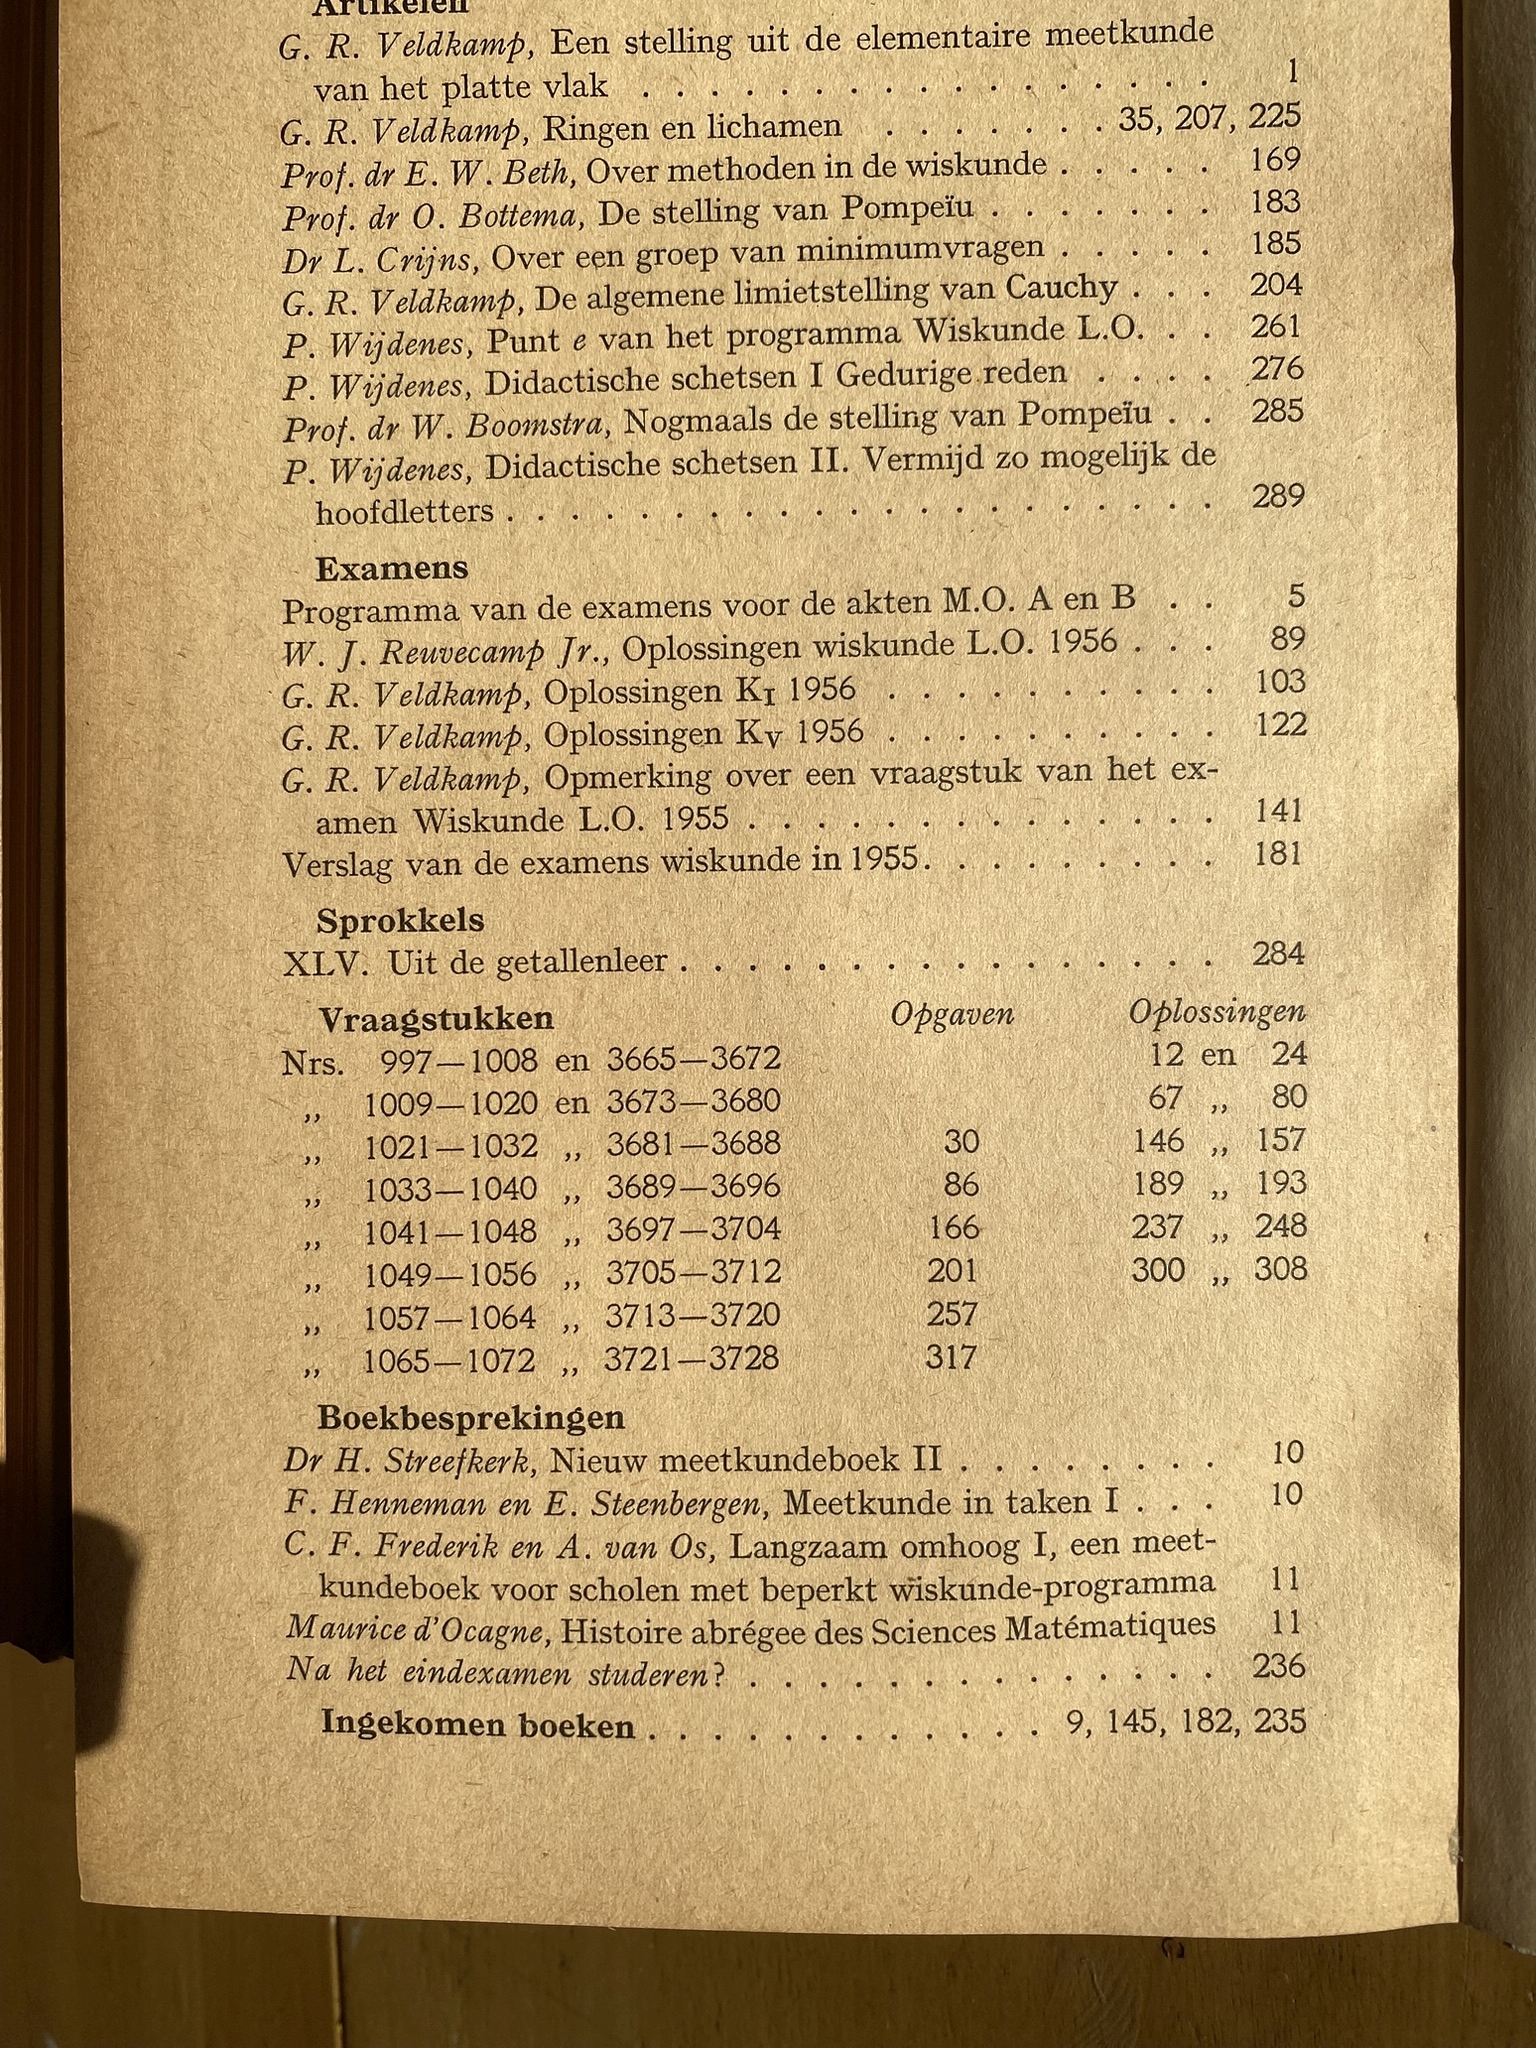 Artikelen
G. R. Veldkamp, Een stelling uit de elementaire meetkunde
van het platte vlak . . . . . . . . . . . . . . . . . 1
G. R. Veldkamp, Ringen en lichamen . . . . . . . 35, 207, 225
Prof. dr E. W. Beth, Over methoden in de wiskunde . . . . . 169
Prof. dr O. Bottema, De stelling van Pompeïu . . . . . . . 183
Dr L. Crijns, Over een groep van minimumvragen . . . . . 185
G. R. Veldkamp, De algemene limietstelling van Cauchy . . . 204
P. Wijdenes, Punt e van het programma Wiskunde L.O. . . 261
P. Wijdenes, Didactische schetsen I Gedurige reden . . . . 276
Prof. dr W. Boomstra, Nogmaals de stelling van Pompeïu . . 285
P. Wijdenes, Didactische schetsen II. Vermijd zo mogelijk de
hoofdletters . . . . . . . . . . . . . . . . . . . . . 289
Examens
Programma van de examens voor de akten M.O. A en B . . 5
W. J. Reuvecamp Jr., Oplossingen wiskunde L.O. 1956 . . . 89
G. R. Veldkamp, Oplossingen KI 1956 . . . . . . . . . . 103
G. R. Veldkamp, Oplossingen KV 1956 . . . . . . . . . . 122
G. R. Veldkamp, Opmerking over een vraagstuk van het ex-
amen Wiskunde L.O. 1955 . . . . . . . . . . . . . . 141
Verslag van de examens wiskunde in 1955 . . . . . . . . . 181
Sprokkels
XLV. Uit de getallenleer . . . . . . . . . . . . . . . . 284
Vraagstukken Opgaven Oplossingen
Nrs. 997—1008 en 3665—3672 12 en 24
,, 1009—1020 en 3673—3680 67 ,, 80
,, 1021—1032 ,, 3681—3688 30 146 ,, 157
,, 1033—1040 ,, 3689—3696 86 189 ,, 193
,, 1041—1048 ,, 3697—3704 166 237 ,, 248
,, 1049—1056 ,, 3705—3712 201 300 ,, 308
,, 1057—1064 ,, 3713—3720 257
,, 1065—1072 ,, 3721—3728 317
Boekbesprekingen
Dr H. Streefkerk, Nieuw meetkundeboek II . . . . . . . . 10
F. Henneman en E. Steenbergen, Meetkunde in taken I . . . 10
C. F. Frederik en A. van Os, Langzaam omhoog I, een meet-
kundeboek voor scholen met beperkt wiskunde-programma 11
Maurice d'Ocagne, Histoire abrégee des Sciences Matématiques 11
Na het eindexamen studeren? . . . . . . . . . . . . . . 236
Ingekomen boeken . . . . . . . . . . . . 9, 145, 182, 235